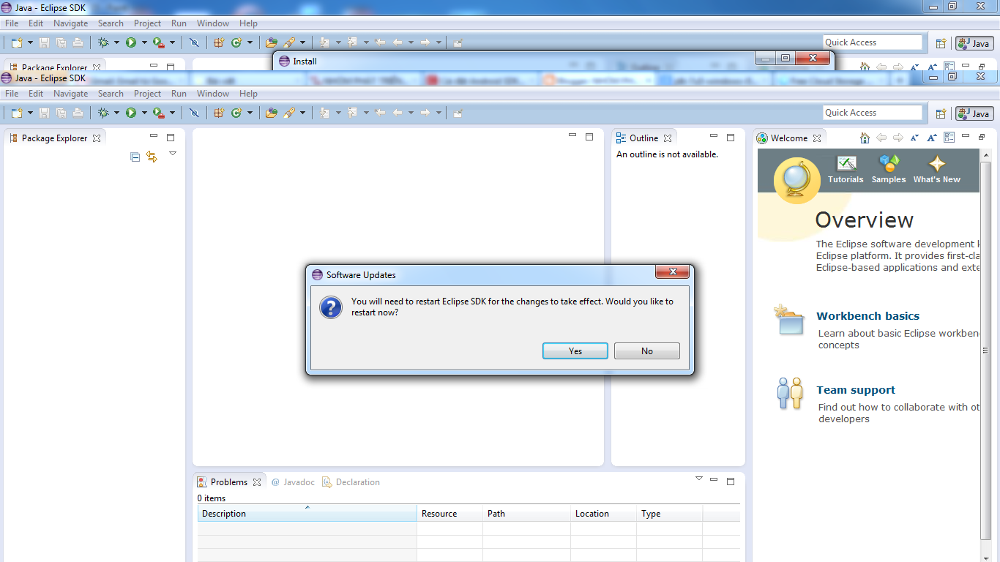 Java - Eclipse SDK
File Edit Navigate Search Project Run Window Help
Quick Access
Java
Package Explorer
Install
Java - Eclipse SDK
File Edit Navigate Search Project Run Window Help
Quick Access
Java
Package Explorer
Outline
An outline is not available.
Welcome
Tutorials Samples What's New
Overview
The Eclipse software development k
Eclipse platform. It provides first-cla
Eclipse-based applications and exte
Software Updates
You will need to restart Eclipse SDK for the changes to take effect. Would you like to
restart now?
Yes No
Workbench basics
Learn about basic Eclipse workben
concepts
Team support
Find out how to collaborate with ot
developers
Problems @ Javadoc Declaration
0 items
Description Resource Path Location Type